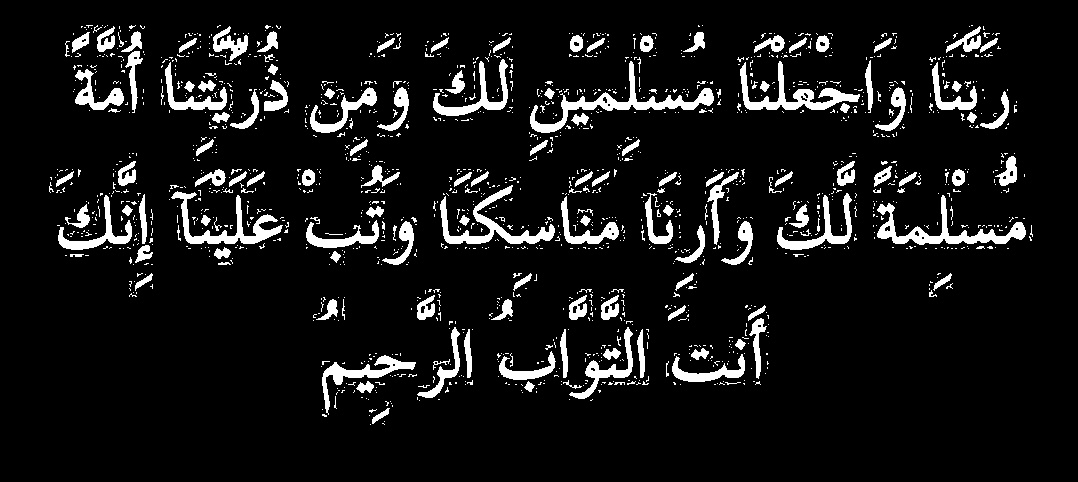 رَبَّنَا وَاجْعَلْنَا مُسْلِمَيْنِ لَكَ وَمِن ذُرِّيَّتِنَا أُمَّةً
مُّسْلِمَةً لَّكَ وَأَرِنَا مَنَاسِكَنَا وَتُبْ عَلَيْنَآ إِنَّكَ
أَنتَ التَّوَّابُ الرَّحِيمُ